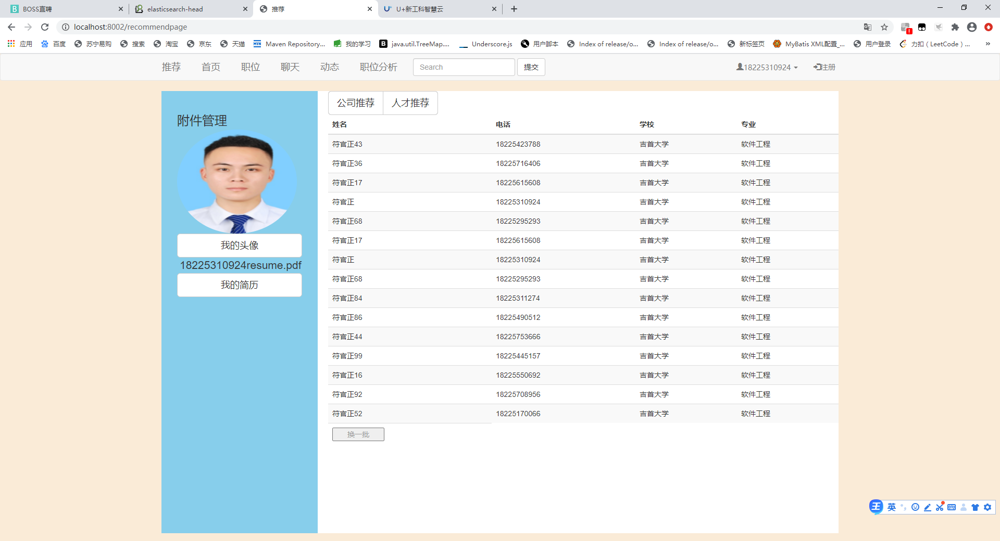 BOSS直聘
elasticsearch-head
推荐
U+新工科智慧云
localhost:8002/recommendpage
应用 百度 苏宁易购 搜索 淘宝 京东 天猫 Maven Repository... 我的学习 java.util.TreeMap.... Underscore.js 用户脚本 Index of release/o... Index of release/o... 新标签页 MyBatis XML配置_... 用户登录 力扣（LeetCode）... »
推荐 首页 职位 聊天 动态 职位分析 Search 提交 18225310924 注册
附件管理
我的头像
18225310924resume.pdf
我的简历
公司推荐 人才推荐
姓名 电话 学校 专业
符官正43 18225423788 吉首大学 软件工程
符官正36 18225716406 吉首大学 软件工程
符官正17 18225615608 吉首大学 软件工程
符官正 18225310924 吉首大学 软件工程
符官正68 18225295293 吉首大学 软件工程
符官正17 18225615608 吉首大学 软件工程
符官正 18225310924 吉首大学 软件工程
符官正68 18225295293 吉首大学 软件工程
符官正84 18225311274 吉首大学 软件工程
符官正86 18225490512 吉首大学 软件工程
符官正44 18225753666 吉首大学 软件工程
符官正99 18225445157 吉首大学 软件工程
符官正16 18225550692 吉首大学 软件工程
符官正92 18225708956 吉首大学 软件工程
符官正52 18225170066 吉首大学 软件工程
换一批
王 英